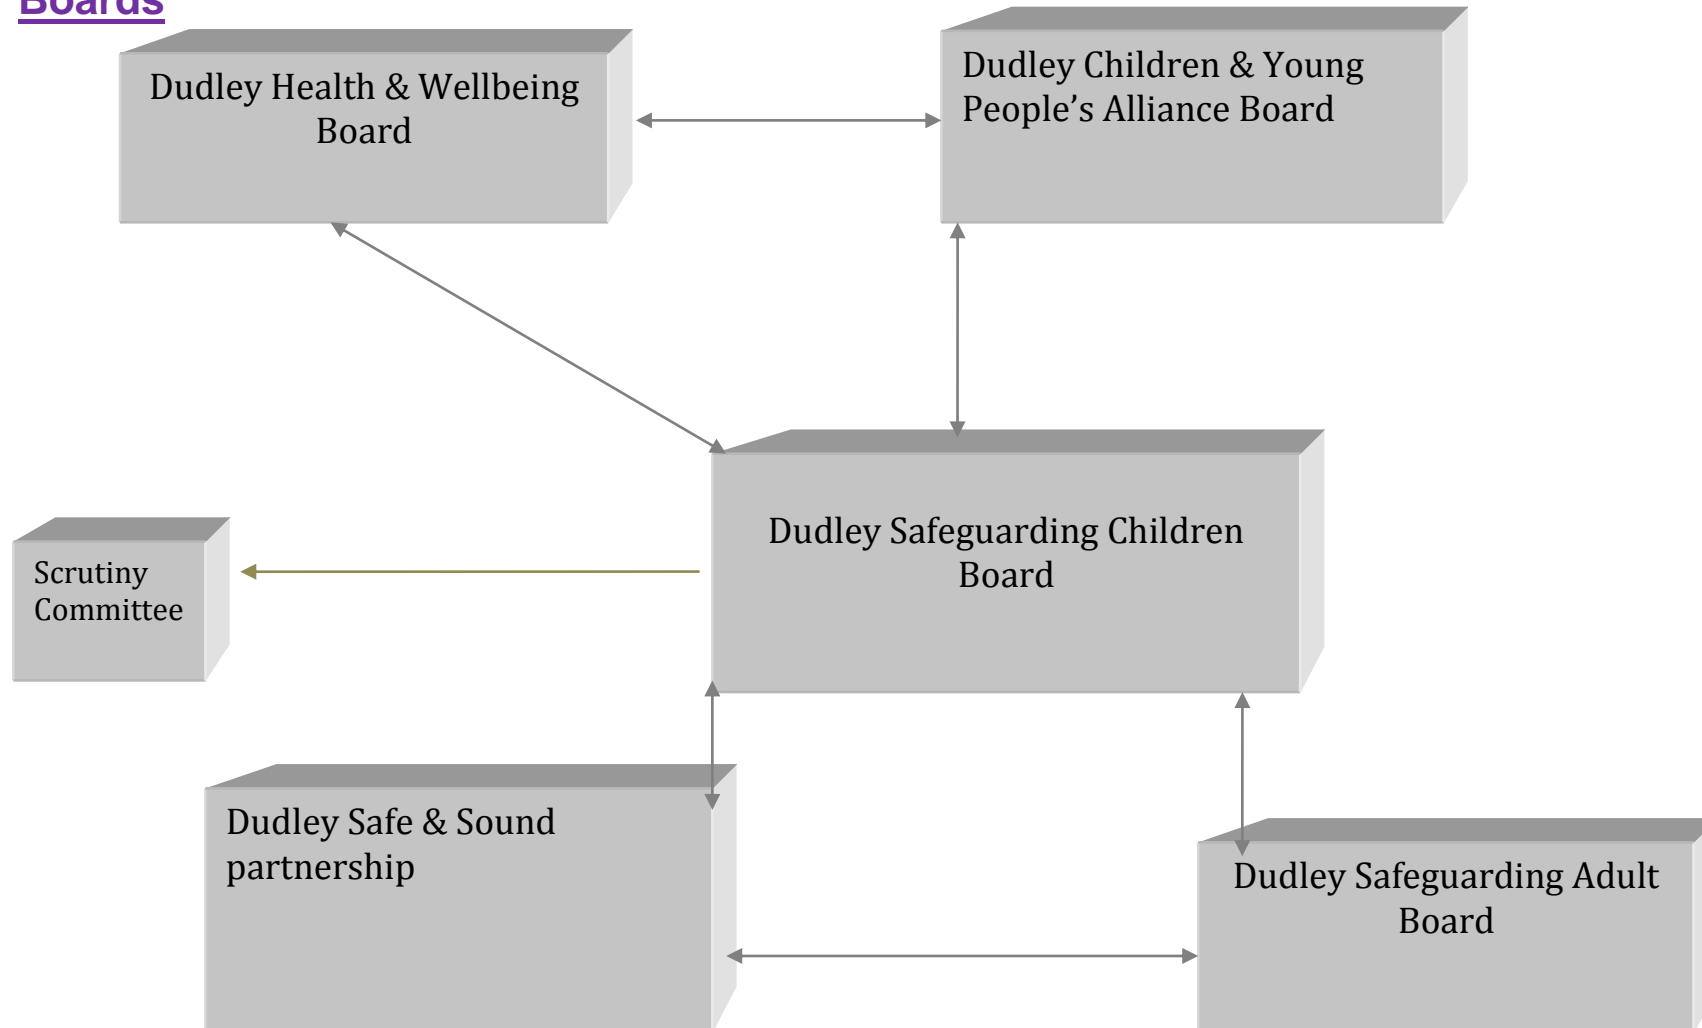 Boards
Dudley Health & Wellbeing
Board
Dudley Children & Young
People’s Alliance Board
Dudley Safeguarding Children
Board
Scrutiny
Committee
Dudley Safe & Sound
partnership
Dudley Safeguarding Adult
Board